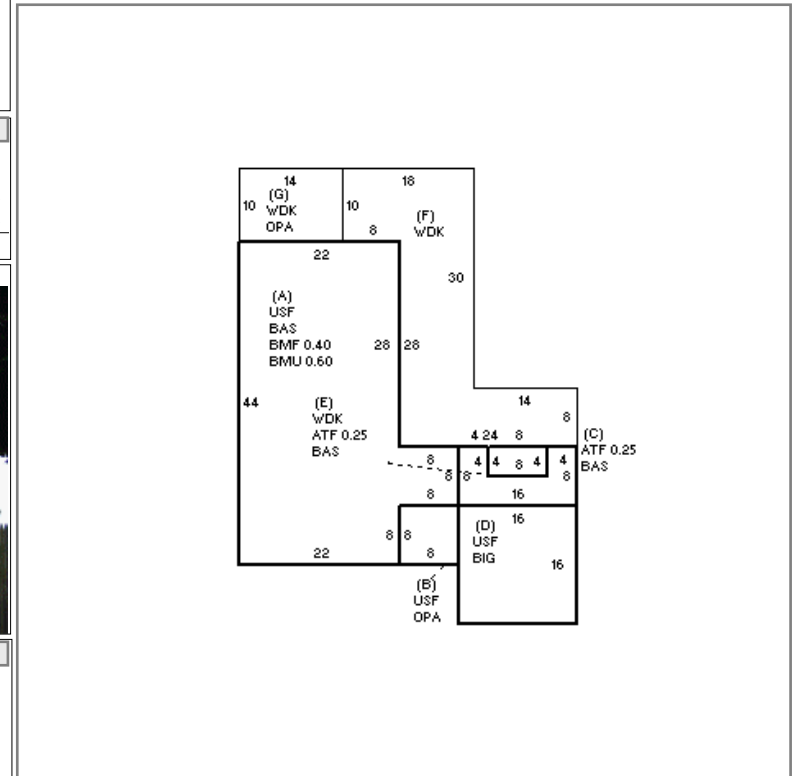 14
18
(G)
10 WDK
10
OPA
(F)
WDK
8
22
30
(A)
USF
BAS
BMF 0.40
BMU 0.60
28
28
44
(E)
WDK
ATF 0.25
BAS
14
8
4 24 8
(C)
ATF 0.25
BAS
8
4
4
8
4
4
8
8
8
8
16
16
(D)
USF
BIG
8
8
8
22
16
(B)
USF
OPA